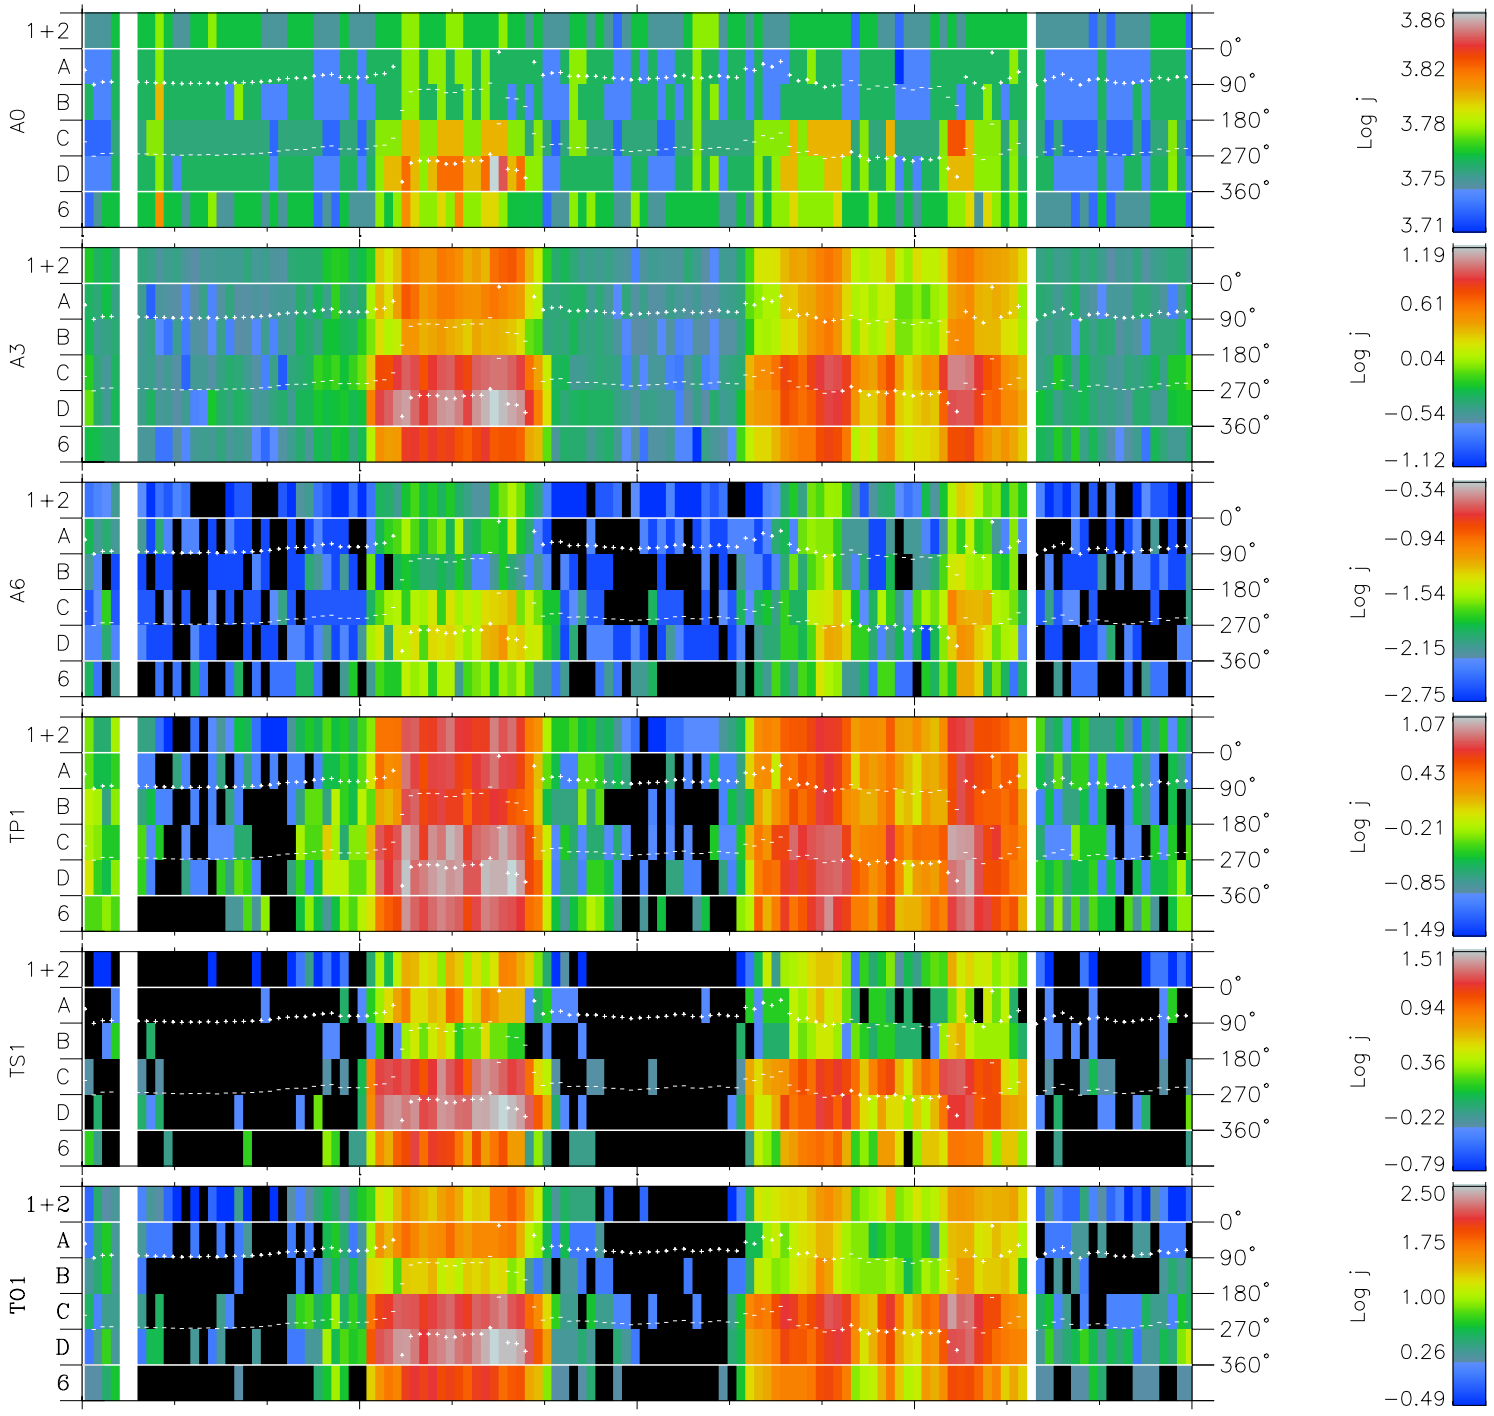 1+2
A
B
C
D
6
A0
0°
90°
180°
270°
360°
3.86
3.82
3.78
3.75
3.71
Log j
1+2
A
B
C
D
6
A3
0°
90°
180°
270°
360°
1.19
0.61
0.04
−0.54
−1.12
Log j
1+2
A
B
C
D
6
A6
0°
90°
180°
270°
360°
−0.34
−0.94
−1.54
−2.15
−2.75
Log j
1+2
A
B
C
D
6
TP1
0°
90°
180°
270°
360°
1.07
0.43
−0.21
−0.85
−1.49
Log j
1+2
A
B
C
D
6
TS1
0°
90°
180°
270°
360°
1.51
0.94
0.36
−0.22
−0.79
Log j
1+2
A
B
C
D
6
TO1
0°
90°
180°
270°
360°
2.50
1.75
1.00
0.26
−0.49
Log j